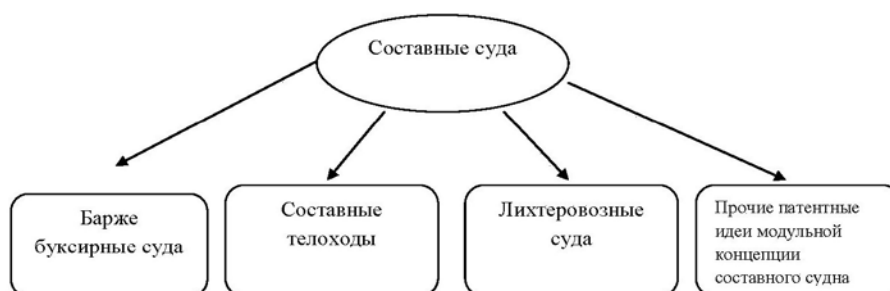 Составные суда
Барже
буксирные суда
Составные
телоходы
Лихтеровозные
суда
Прочие патентные
идеи модульной
концепции
составного судна